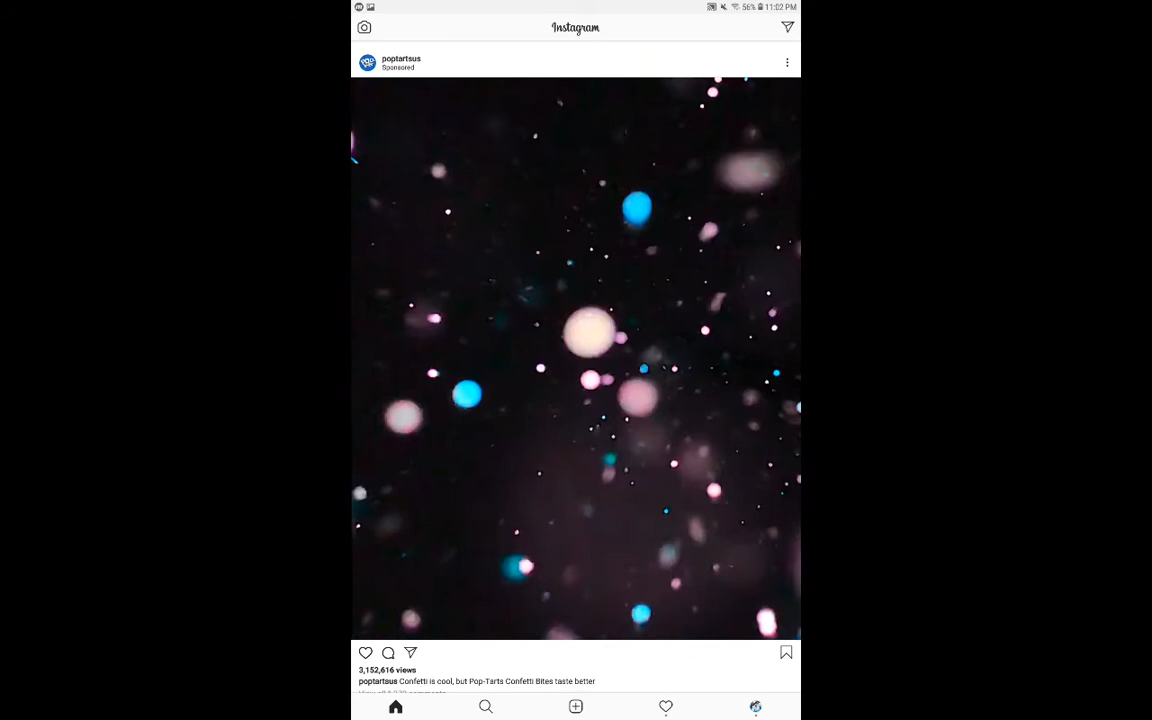 56% 11:02 PM
Instagram
poptartsus
Sponsored
3,152,616 views
poptartsus Confetti is cool, but Pop-Tarts Confetti Bites taste better